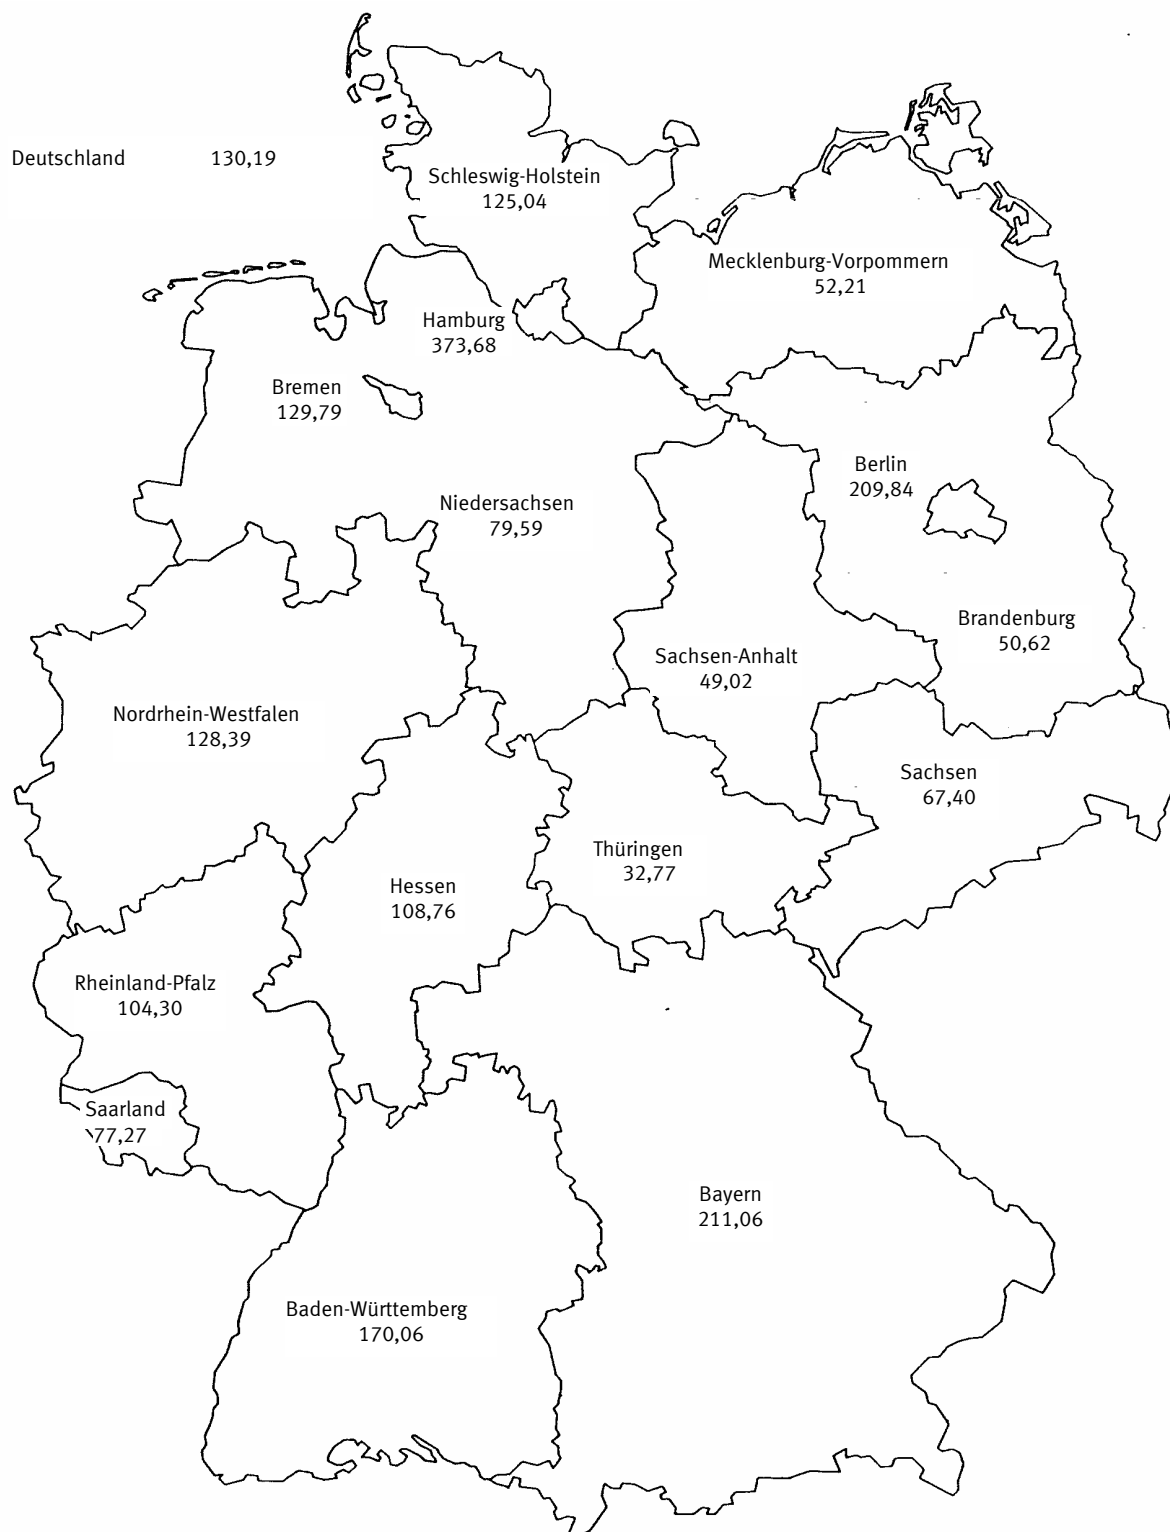 Deutschland 130,19
Schleswig-Holstein
125,04
Mecklenburg-Vorpommern
52,21
Hamburg
373,68
Bremen
129,79
Berlin
209,84
Niedersachsen
79,59
Brandenburg
50,62
Sachsen-Anhalt
49,02
Nordrhein-Westfalen
128,39
Sachsen
67,40
Thüringen
32,77
Hessen
108,76
Rheinland-Pfalz
104,30
Saarland
77,27
Bayern
211,06
Baden-Württemberg
170,06